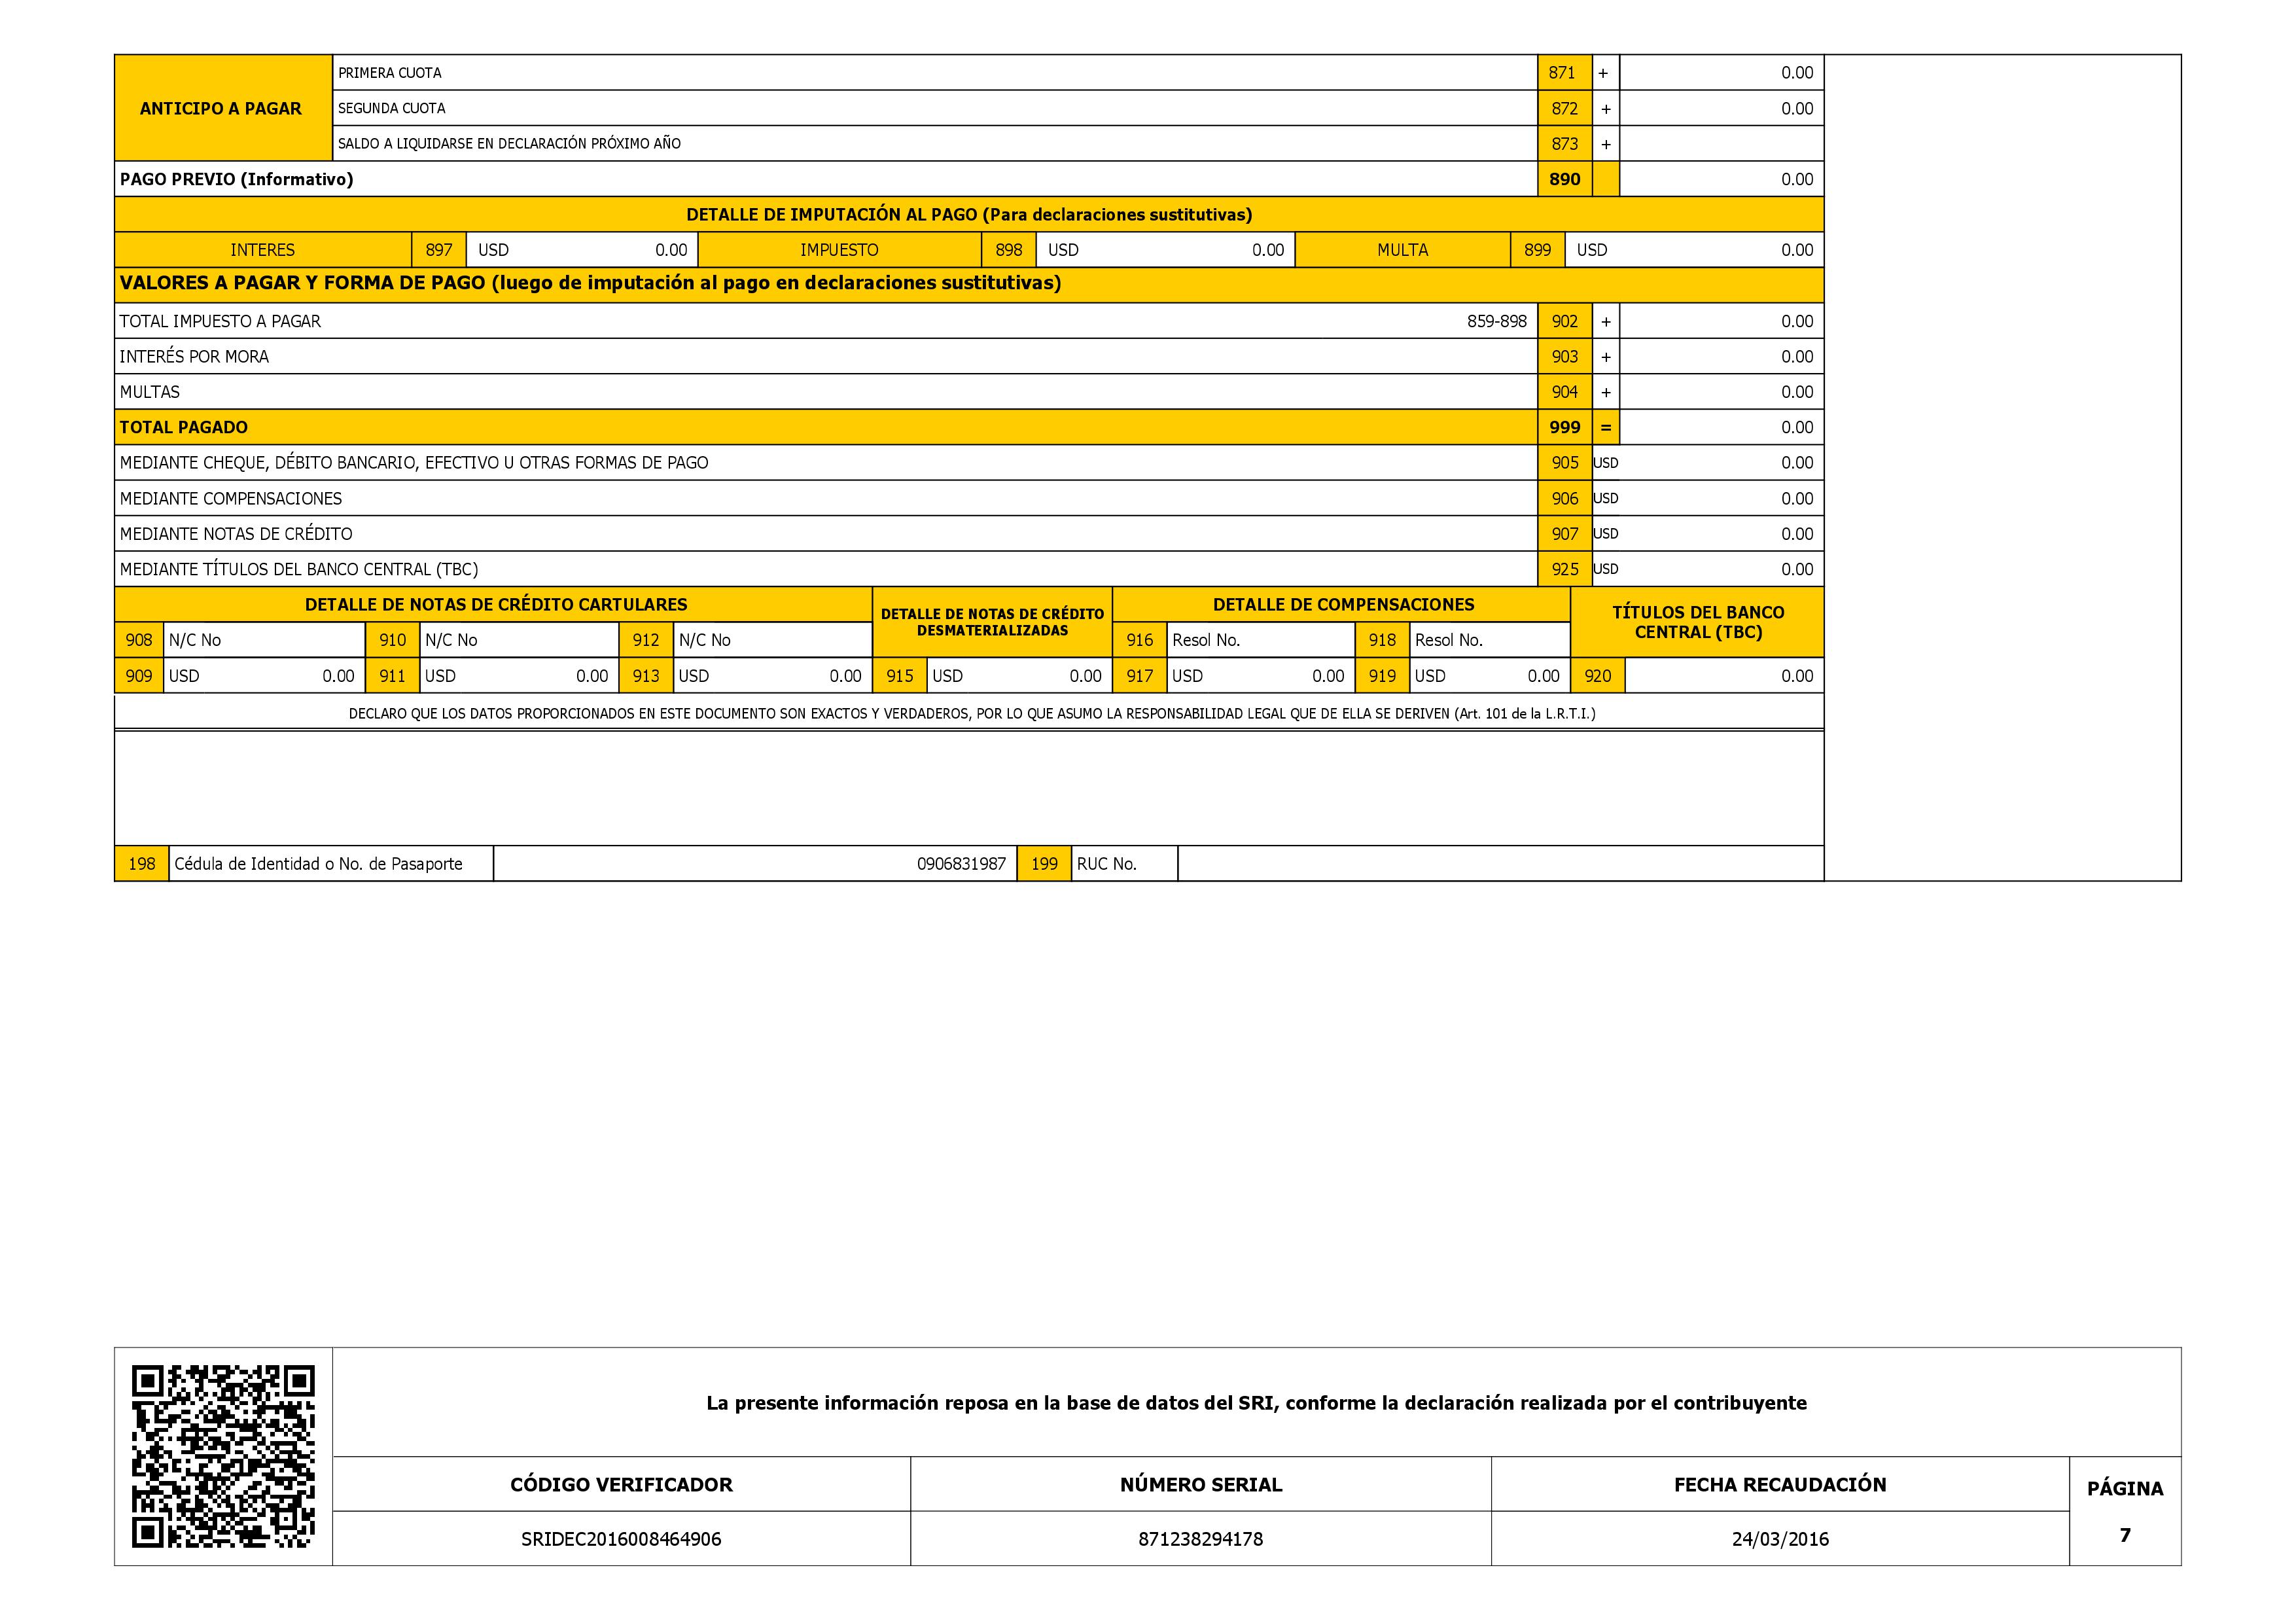 ANTICIPO A PAGAR
PRIMERA CUOTA 871 + 0.00
SEGUNDA CUOTA 872 + 0.00
SALDO A LIQUIDARSE EN DECLARACIÓN PRÓXIMO AÑO 873 +
PAGO PREVIO (Informativo) 890 0.00
DETALLE DE IMPUTACIÓN AL PAGO (Para declaraciones sustitutivas)
INTERES 897 USD 0.00 IMPUESTO 898 USD 0.00 MULTA 899 USD 0.00
VALORES A PAGAR Y FORMA DE PAGO (luego de imputación al pago en declaraciones sustitutivas)
TOTAL IMPUESTO A PAGAR 859-898 902 + 0.00
INTERÉS POR MORA 903 + 0.00
MULTAS 904 + 0.00
TOTAL PAGADO 999 = 0.00
MEDIANTE CHEQUE, DÉBITO BANCARIO, EFECTIVO U OTRAS FORMAS DE PAGO 905 USD 0.00
MEDIANTE COMPENSACIONES 906 USD 0.00
MEDIANTE NOTAS DE CRÉDITO 907 USD 0.00
MEDIANTE TÍTULOS DEL BANCO CENTRAL (TBC) 925 USD 0.00
DETALLE DE NOTAS DE CRÉDITO CARTULARES
DETALLE DE NOTAS DE CRÉDITO
DESMATERIALIZADAS
DETALLE DE COMPENSACIONES
TÍTULOS DEL BANCO
CENTRAL (TBC)
908 N/C No 910 N/C No 912 N/C No 916 Resol No. 918 Resol No.
909 USD 0.00 911 USD 0.00 913 USD 0.00 915 USD 0.00 917 USD 0.00 919 USD 0.00 920 0.00
DECLARO QUE LOS DATOS PROPORCIONADOS EN ESTE DOCUMENTO SON EXACTOS Y VERDADEROS, POR LO QUE ASUMO LA RESPONSABILIDAD LEGAL QUE DE ELLA SE DERIVEN (Art. 101 de la L.R.T.I.)
198 Cédula de Identidad o No. de Pasaporte 0906831987 199 RUC No.
La presente información reposa en la base de datos del SRI, conforme la declaración realizada por el contribuyente
CÓDIGO VERIFICADOR NÚMERO SERIAL FECHA RECAUDACIÓN PÁGINA
SRIDEC2016008464906 871238294178 24/03/2016 7